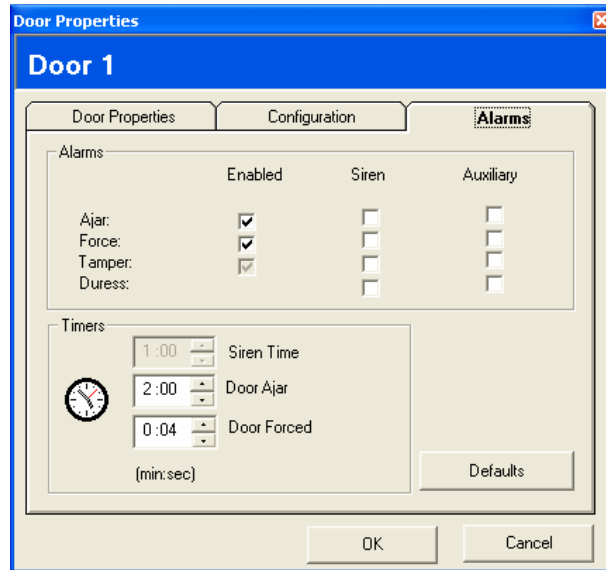 Door Properties
Door 1
Door Properties Configuration Alarms
Alarms
Enabled Siren Auxiliary
Ajar:
Force:
Tamper:
Duress:
Timers
1:00 Siren Time
2:00 Door Ajar
0:04 Door Forced
(min:sec)
Defaults
OK Cancel